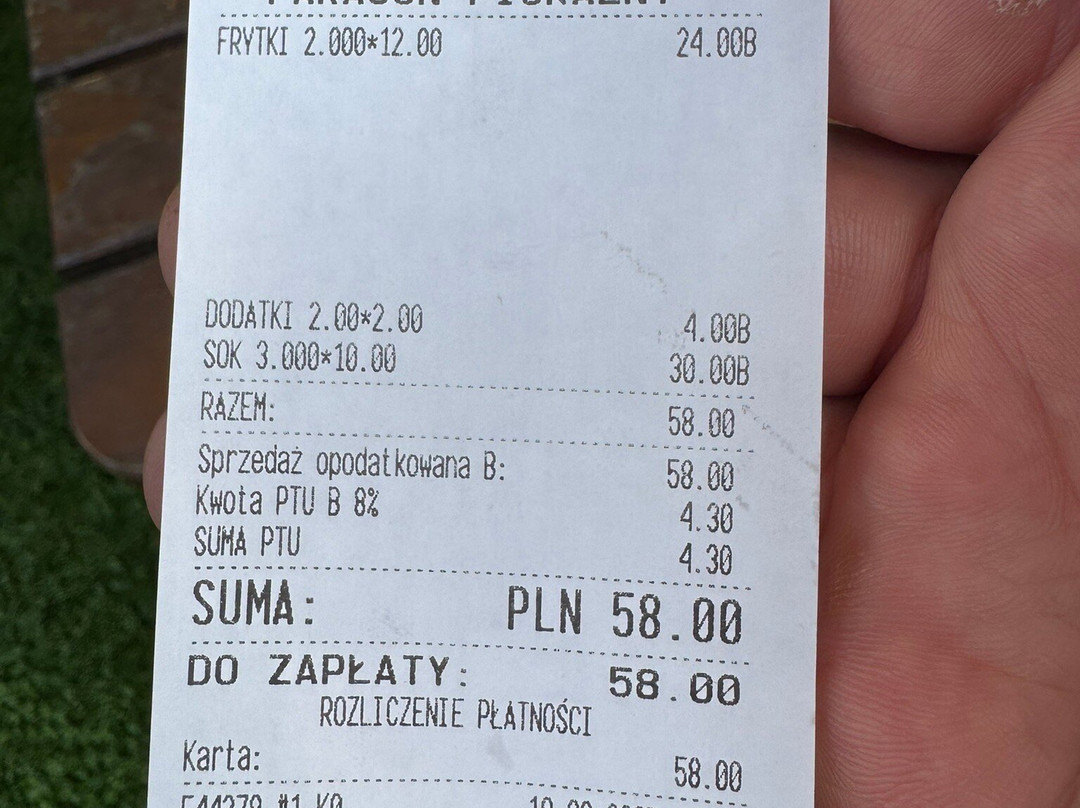 PARAGON FISKALNY
FRYTKI 2.000*12.00 24.00B
DODATKI 2.00*2.00 4.00B
SOK 3.000*10.00 30.00B
RAZEM: 58.00
Sprzedaż opodatkowana B: 58.00
Kwota PTU B 8% 4.30
SUMA PTU 4.30
SUMA: PLN 58.00
DO ZAPŁATY: 58.00
ROZLICZENIE PŁATNOŚCI
Karta: 58.00